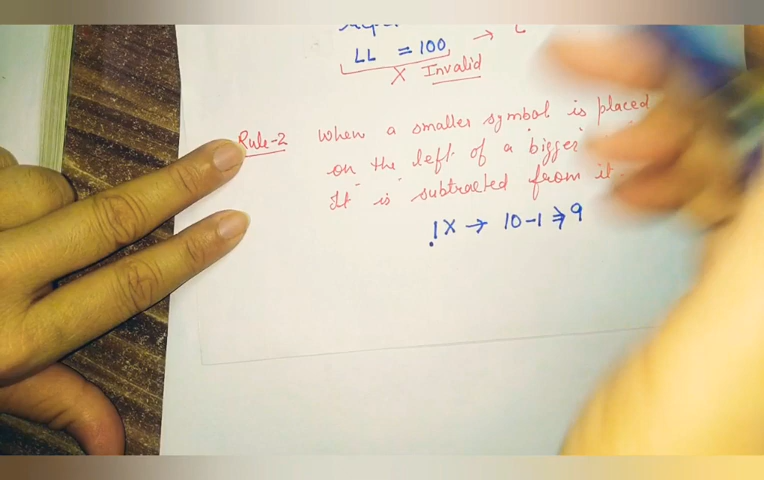 LL = 100 →
X Invalid
Rule-2 When a smaller symbol is placed
on the left of a "bigger"
It is subtracted from it.
IX → 10-1 ⇒ 9